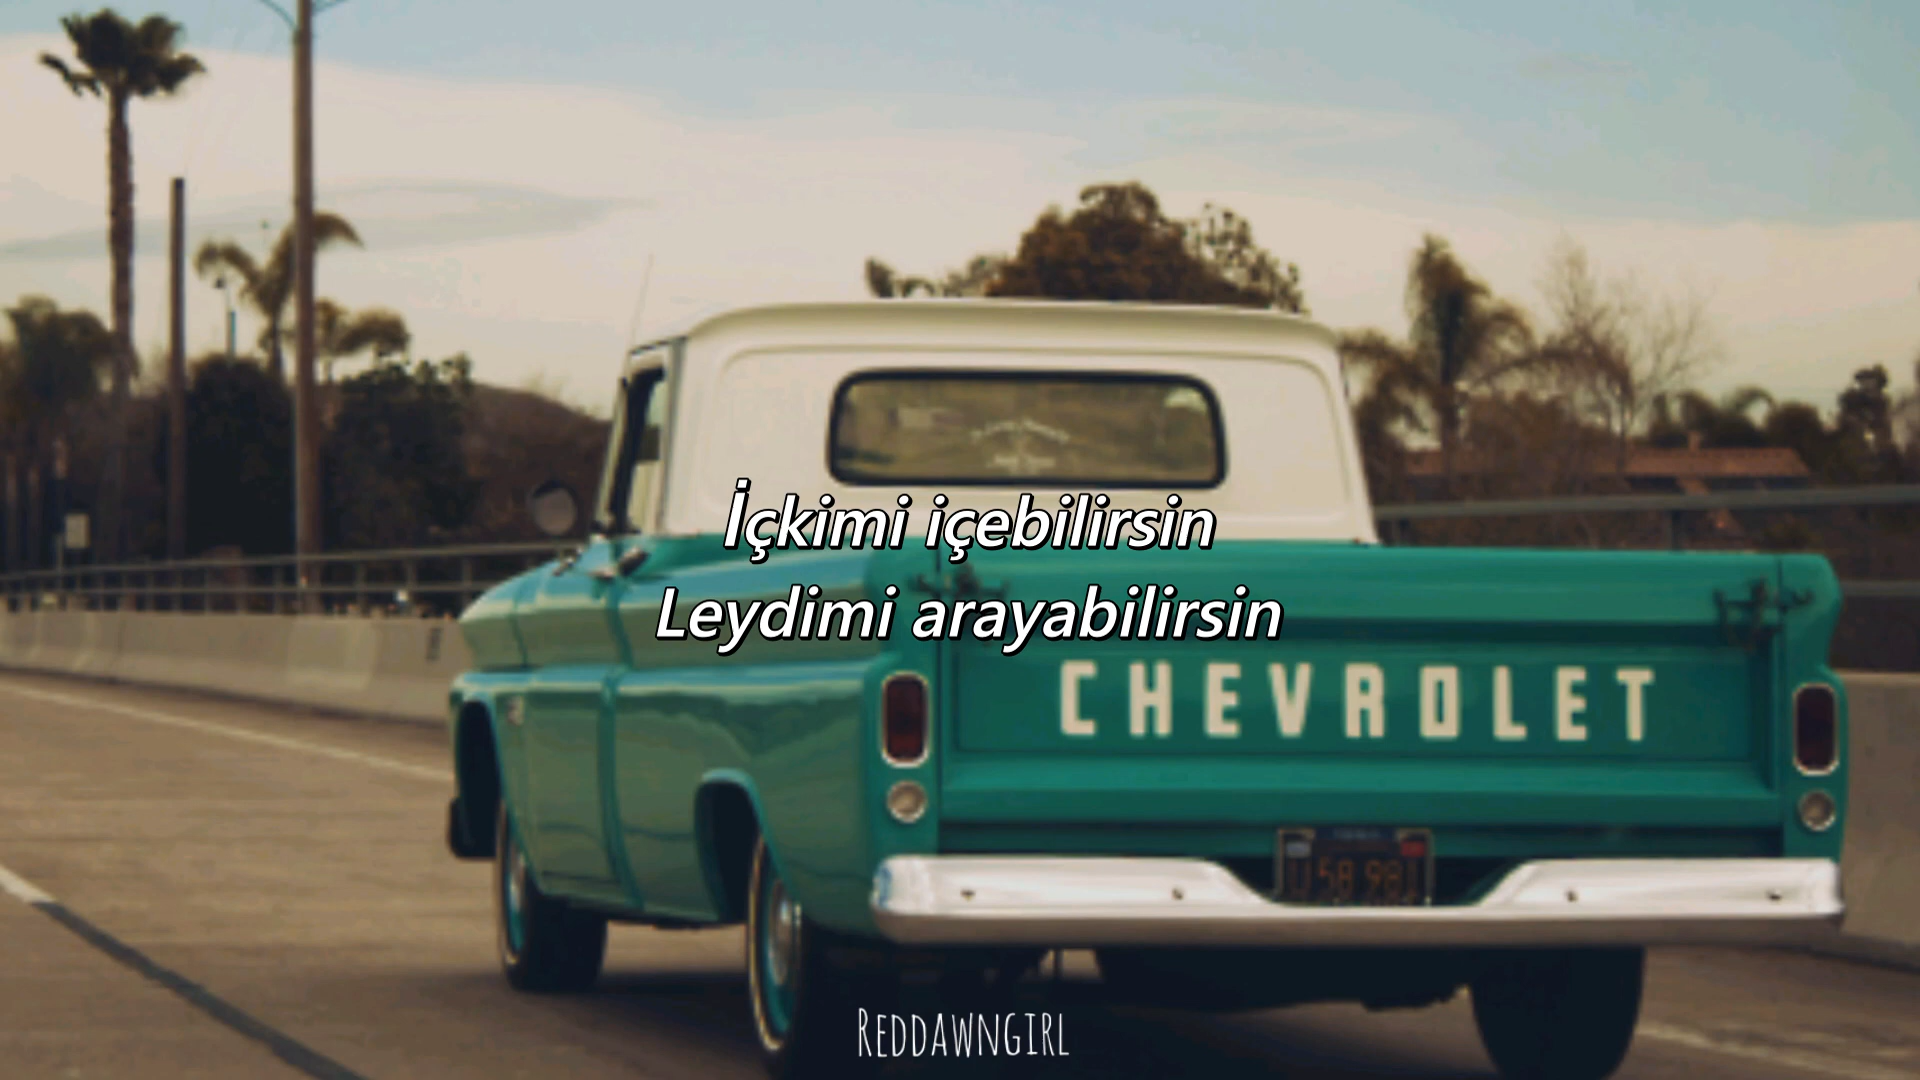 İçkimi içebilirsin
Leydimi arayabilirsin
CHEVROLET
REDDAWNGIRL